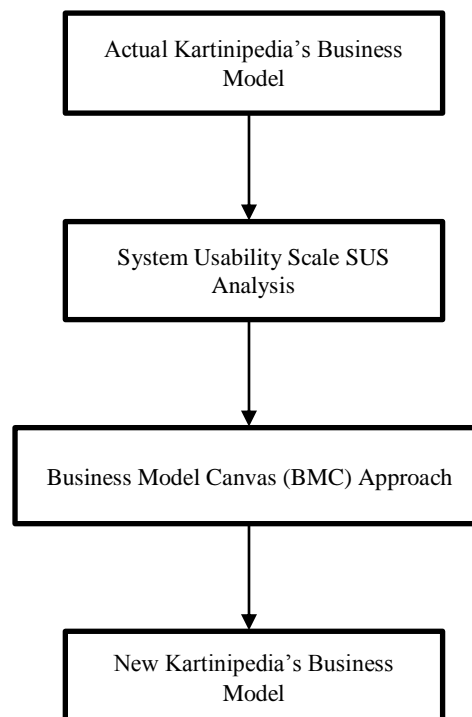 Actual Kartinipedia’s Business
Model
System Usability Scale SUS
Analysis
Business Model Canvas (BMC) Approach
New Kartinipedia’s Business
Model